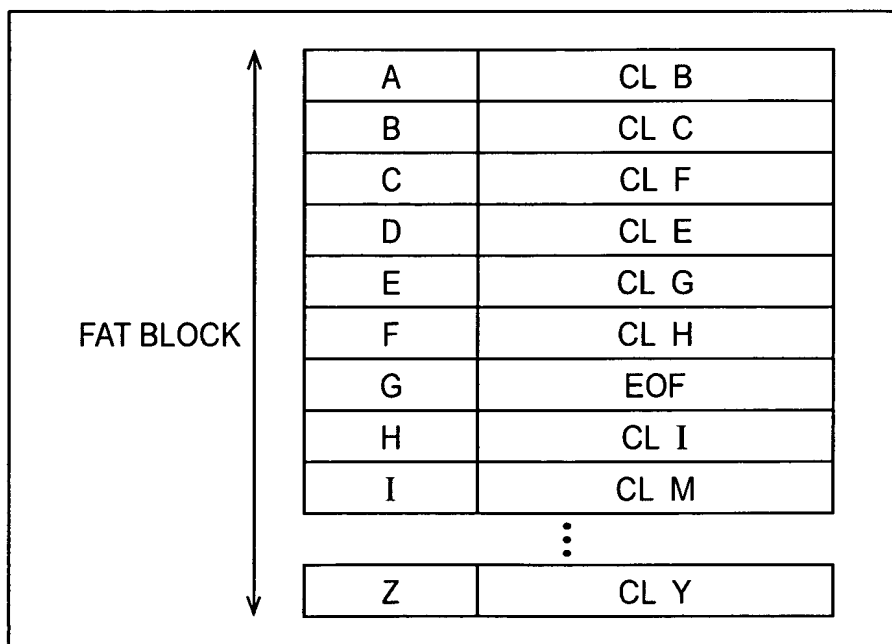 A CL B
B CL C
C CL F
D CL E
E CL G
FAT BLOCK F CL H
G EOF
H CL I
I CL M
Z CL Y